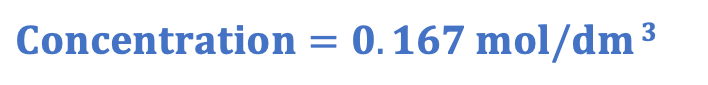 Concentration = 0.167 mol/dm³